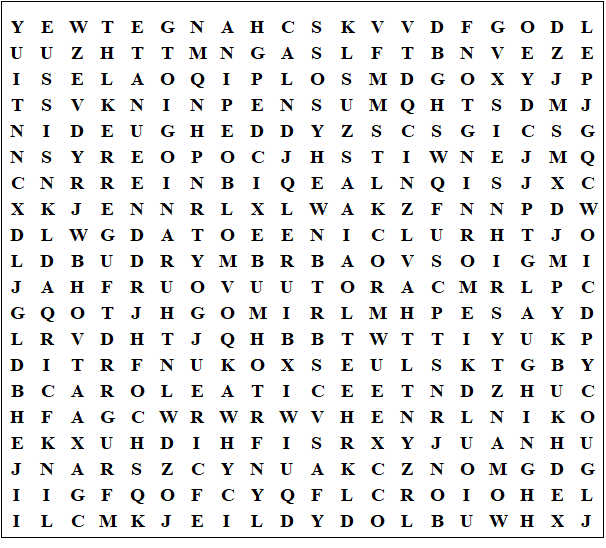 Y E W T E G N A H C S K V V D F G O D L
U U Z H T T M N G A S L F T B N V E Z E
I S E L A O Q I P L O S M D G O X Y J P
T S V K N I N P E N S U M Q H T S D M J
N I D E U G H E D D Y Z S C S G I C S G
N S Y R E O P O C J H S T I W N E J M Q
C N R R E I N B I Q E A L N Q I S J X C
X K J E N N R L X L W A K Z F N N P D W
D L W G D A T O E E N I C L U R H T J O
L D B U D R Y M B R B A O V S O I G M I
J A H F R U O V U U T O R A C M R L P C
G Q O T J H G O M I R L M H P E S A Y D
L R V D H T J Q H B B T W T T I Y U K P
D I T R F N U K O X S E U L S K T G B Y
B C A R O L E A T I C E E T N D Z H U C
H F A G C W R W R W V H E N R L N I K O
E K X U H D I H F I S R X Y J U A N H U
J N A R S Z C Y N U A K C Z N O M G D G
I I G F Q O F C Y Q F L C R O I O H E L
I L C M K J E I L D Y D O L B U W H X J